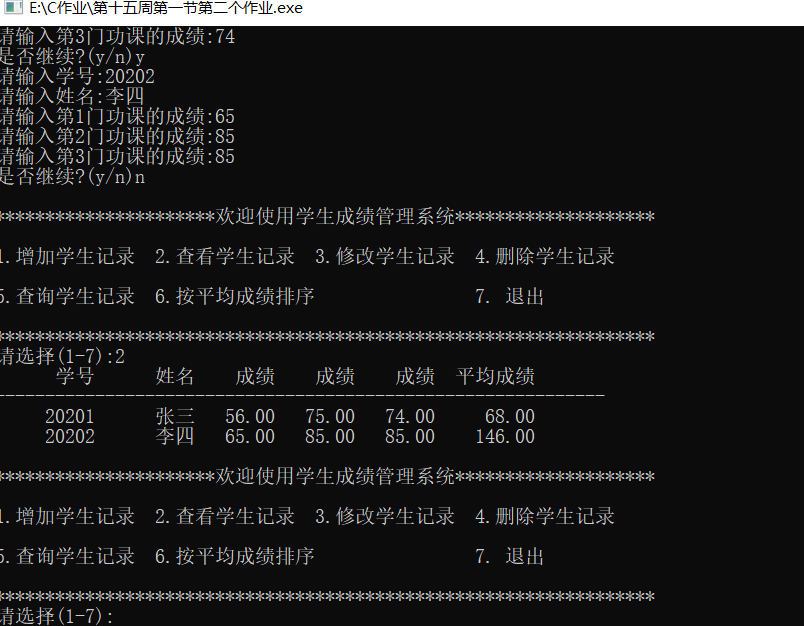 E:\C作业\第十五周第一节第二个作业.exe
请输入第3门功课的成绩:74
是否继续?(y/n)y
请输入学号:20202
请输入姓名:李四
请输入第1门功课的成绩:65
请输入第2门功课的成绩:85
请输入第3门功课的成绩:85
是否继续?(y/n)n
**********************欢迎使用学生成绩管理系统********************
1.增加学生记录  2.查看学生记录  3.修改学生记录  4.删除学生记录
5.查询学生记录  6.按平均成绩排序                7. 退出
******************************************************************
请选择(1-7):2
学号      姓名    成绩    成绩    成绩  平均成绩
-------------------------------------------------------------
20201      张三   56.00   75.00   74.00     68.00
20202      李四   65.00   85.00   85.00    146.00
**********************欢迎使用学生成绩管理系统********************
1.增加学生记录  2.查看学生记录  3.修改学生记录  4.删除学生记录
5.查询学生记录  6.按平均成绩排序                7. 退出
******************************************************************
请选择(1-7):